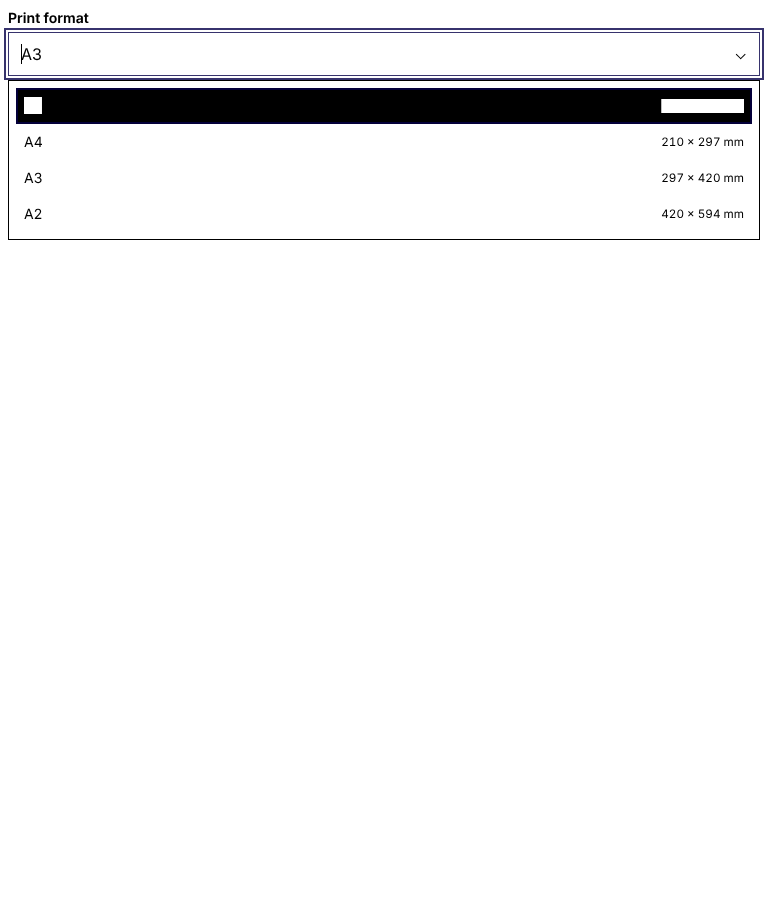 Print format
A3
A4 210 × 297 mm
A3 297 × 420 mm
A2 420 × 594 mm